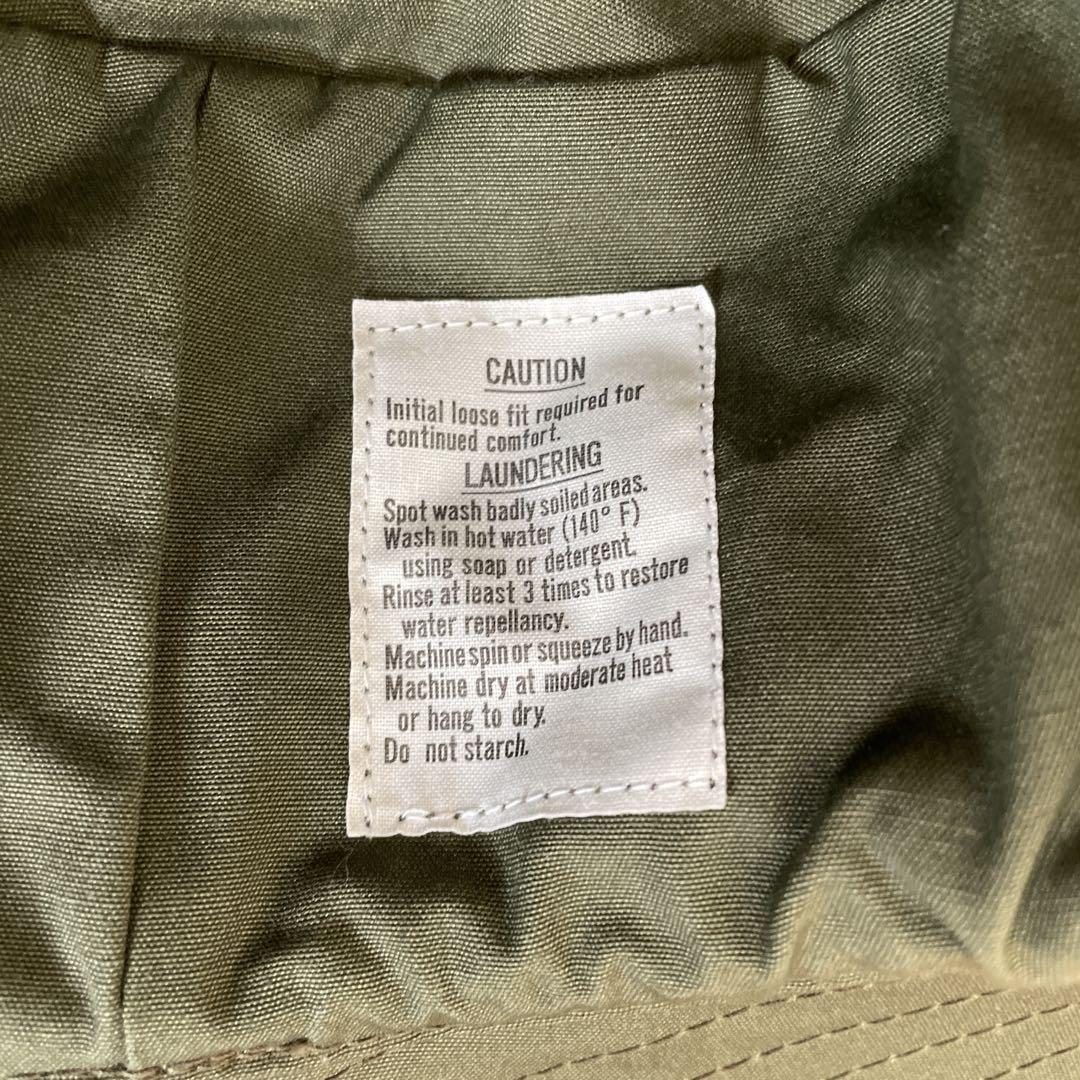 CAUTION
Initial loose fit required for
continued comfort.
LAUNDERING
Spot wash badly soiled areas.
Wash in hot water (140° F)
using soap or detergent.
Rinse at least 3 times to restore
water repellancy.
Machine spin or squeeze by hand.
Machine dry at moderate heat
or hang to dry.
Do not starch.